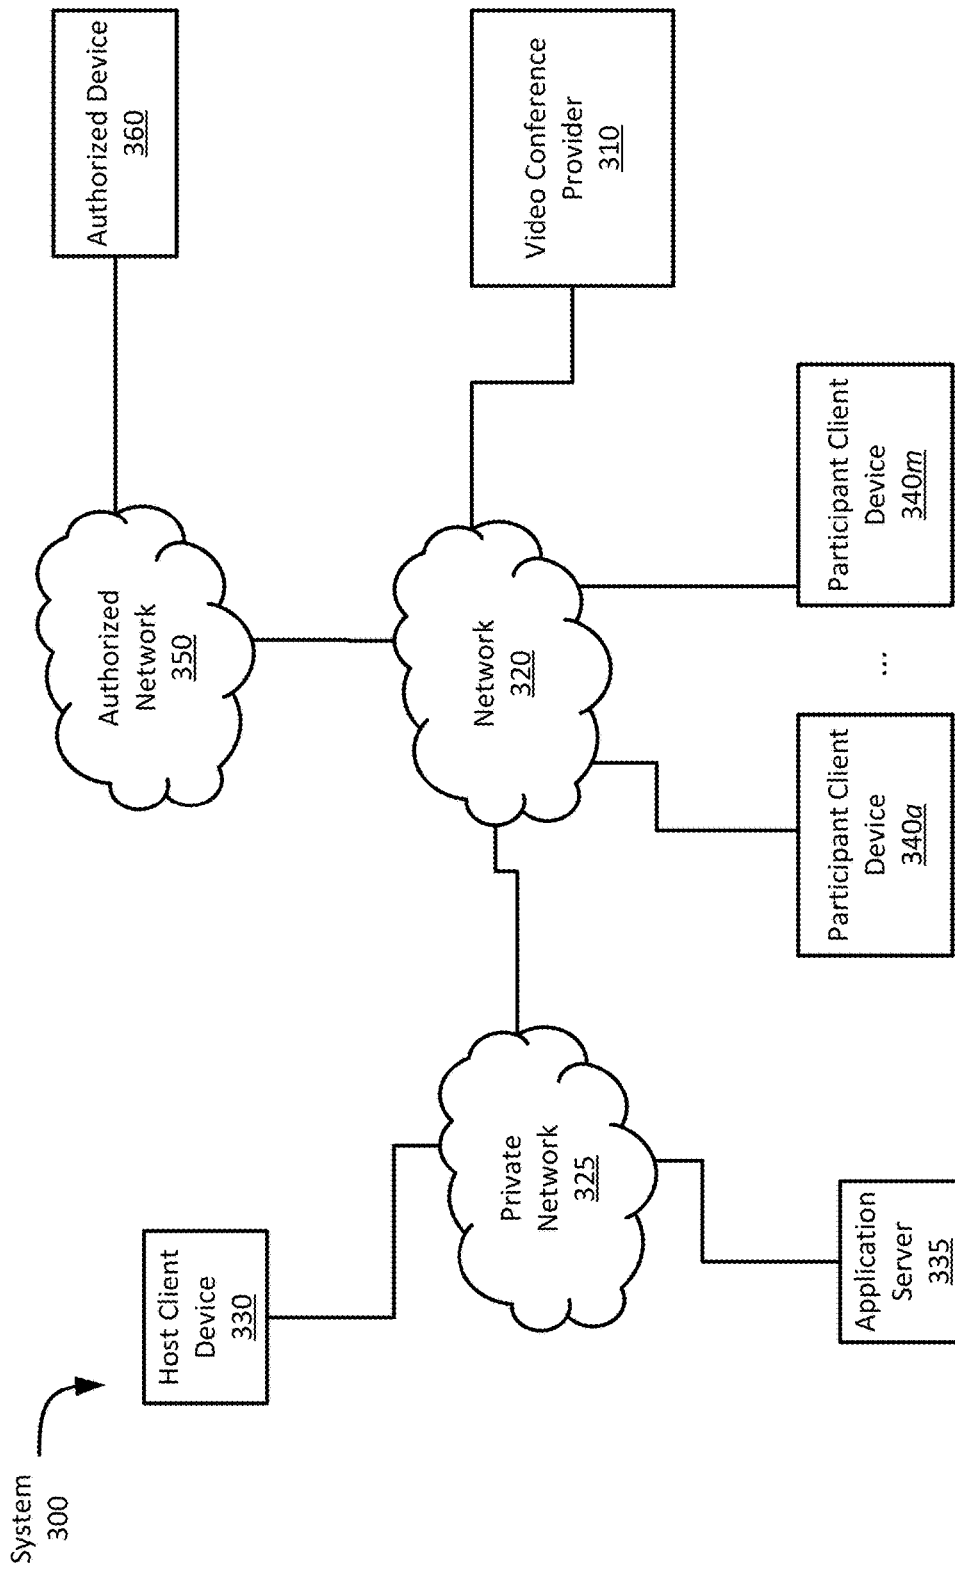 System
300
Host Client
Device
330
Authorized
Network
350
Authorized Device
360
Private
Network
325
Network
320
Video Conference
Provider
310
Application
Server
335
Participant Client
Device
340a
...
Participant Client
Device
340m